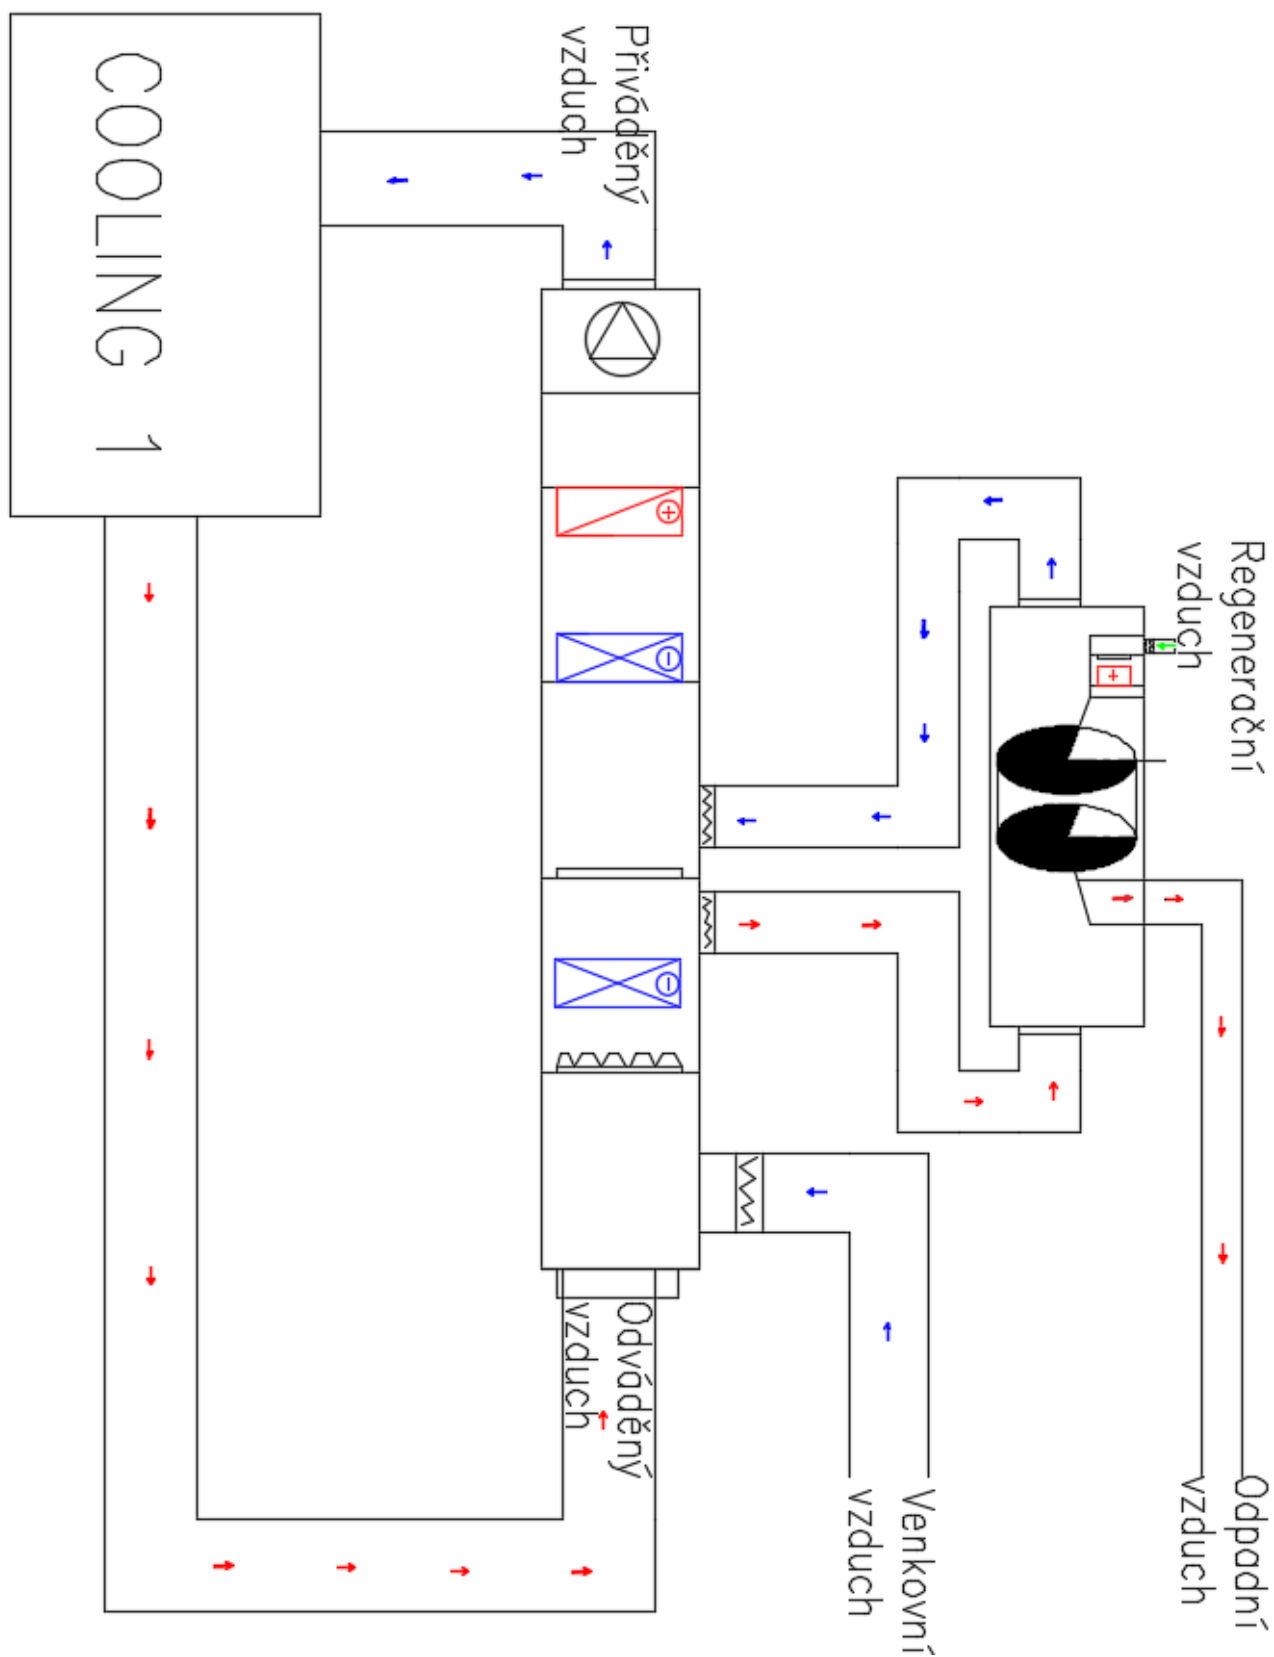 COOLING 1
Přiváděný
vzduch
Regenerační
vzduch
Odváděný
vzduch
Venkovní
vzduch
Odpadní
vzduch